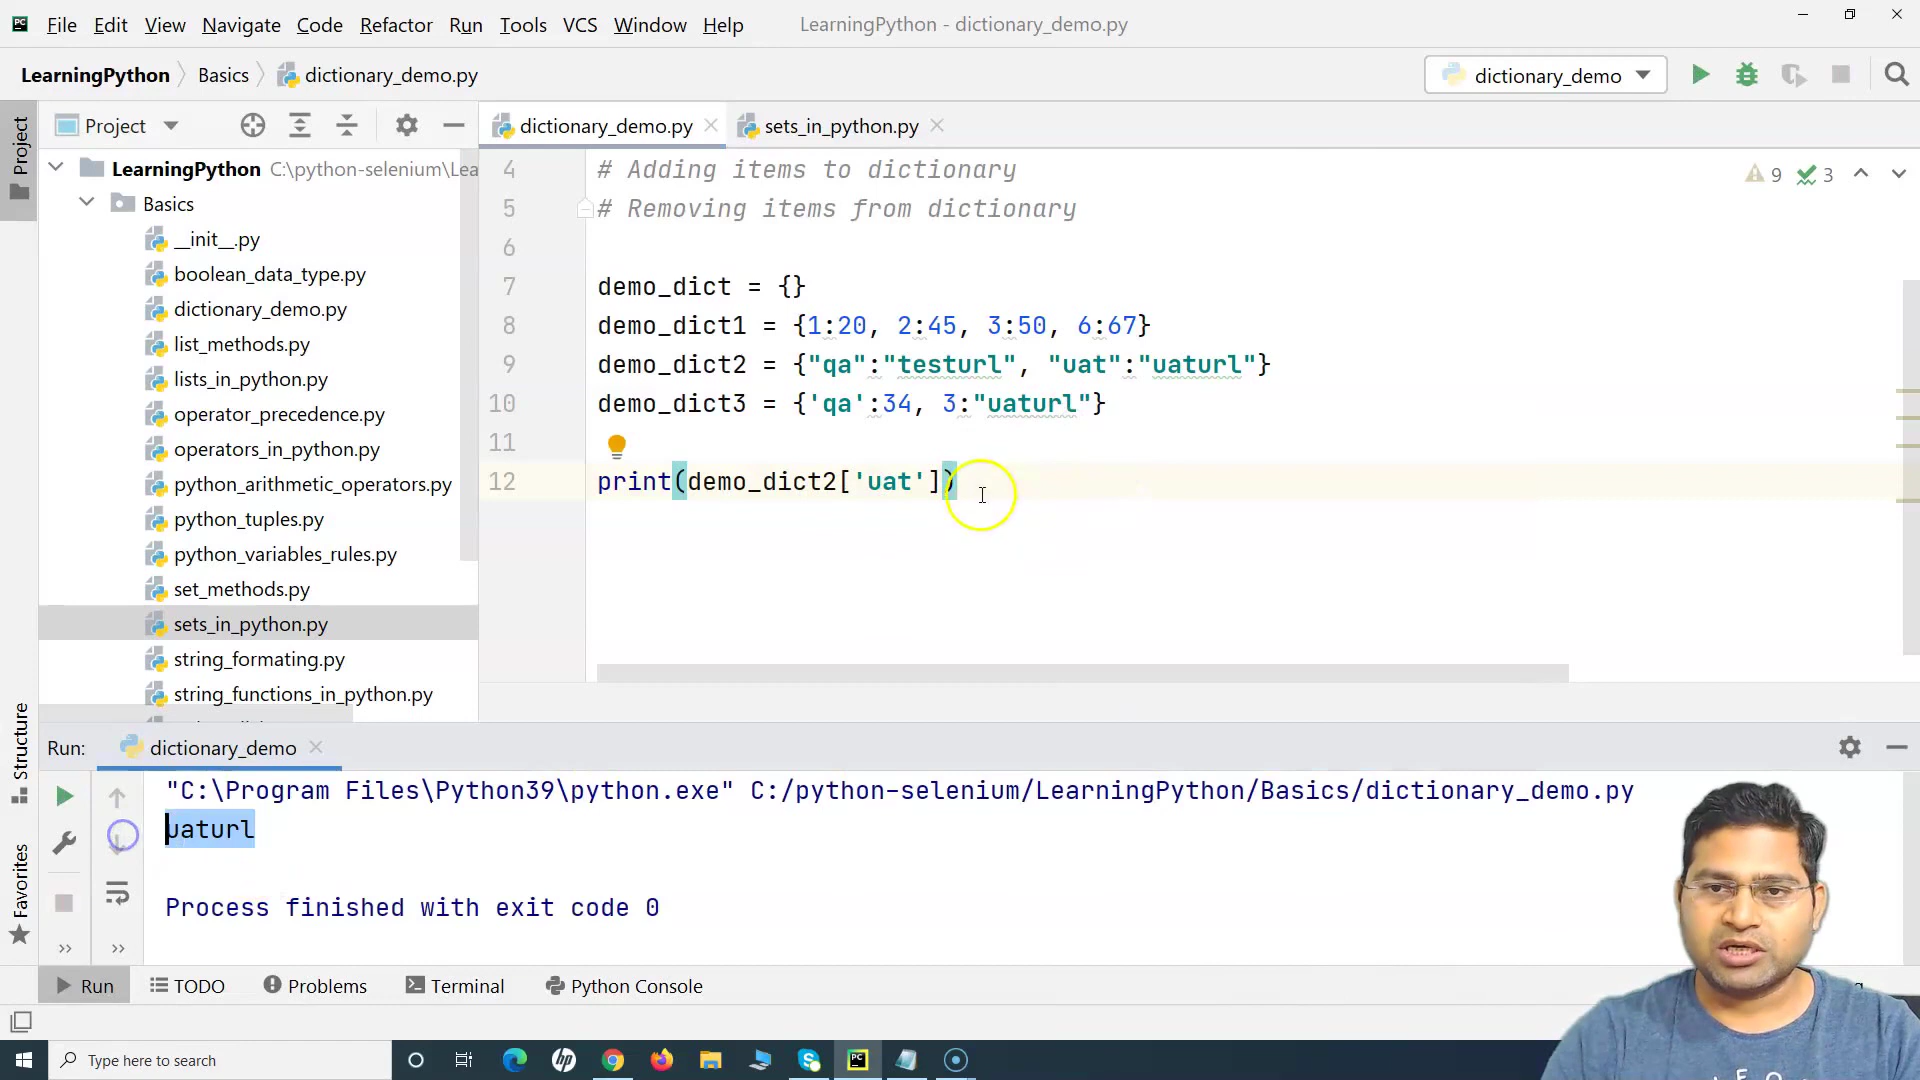 PC File Edit View Navigate Code Refactor Run Tools VCS Window Help LearningPython - dictionary_demo.py
LearningPython Basics dictionary_demo.py dictionary_demo
Project
Project
dictionary_demo.py sets_in_python.py
LearningPython C:\python-selenium\Lea
Basics
__init__.py
boolean_data_type.py
dictionary_demo.py
list_methods.py
lists_in_python.py
operator_precedence.py
operators_in_python.py
python_arithmetic_operators.py
python_tuples.py
python_variables_rules.py
set_methods.py
sets_in_python.py
string_formating.py
string_functions_in_python.py
4 # Adding items to dictionary
9 3
5 # Removing items from dictionary
6
7 demo_dict = {}
8 demo_dict1 = {1:20, 2:45, 3:50, 6:67}
9 demo_dict2 = {"qa":"testurl", "uat":"uaturl"}
10 demo_dict3 = {'qa':34, 3:"uaturl"}
11
12 print(demo_dict2['uat'])
Structure
Favorites
Run: dictionary_demo
"C:\Program Files\Python39\python.exe" C:/python-selenium/LearningPython/Basics/dictionary_demo.py
uaturl
Process finished with exit code 0
Run TODO Problems Terminal Python Console
Type here to search
hp
PC